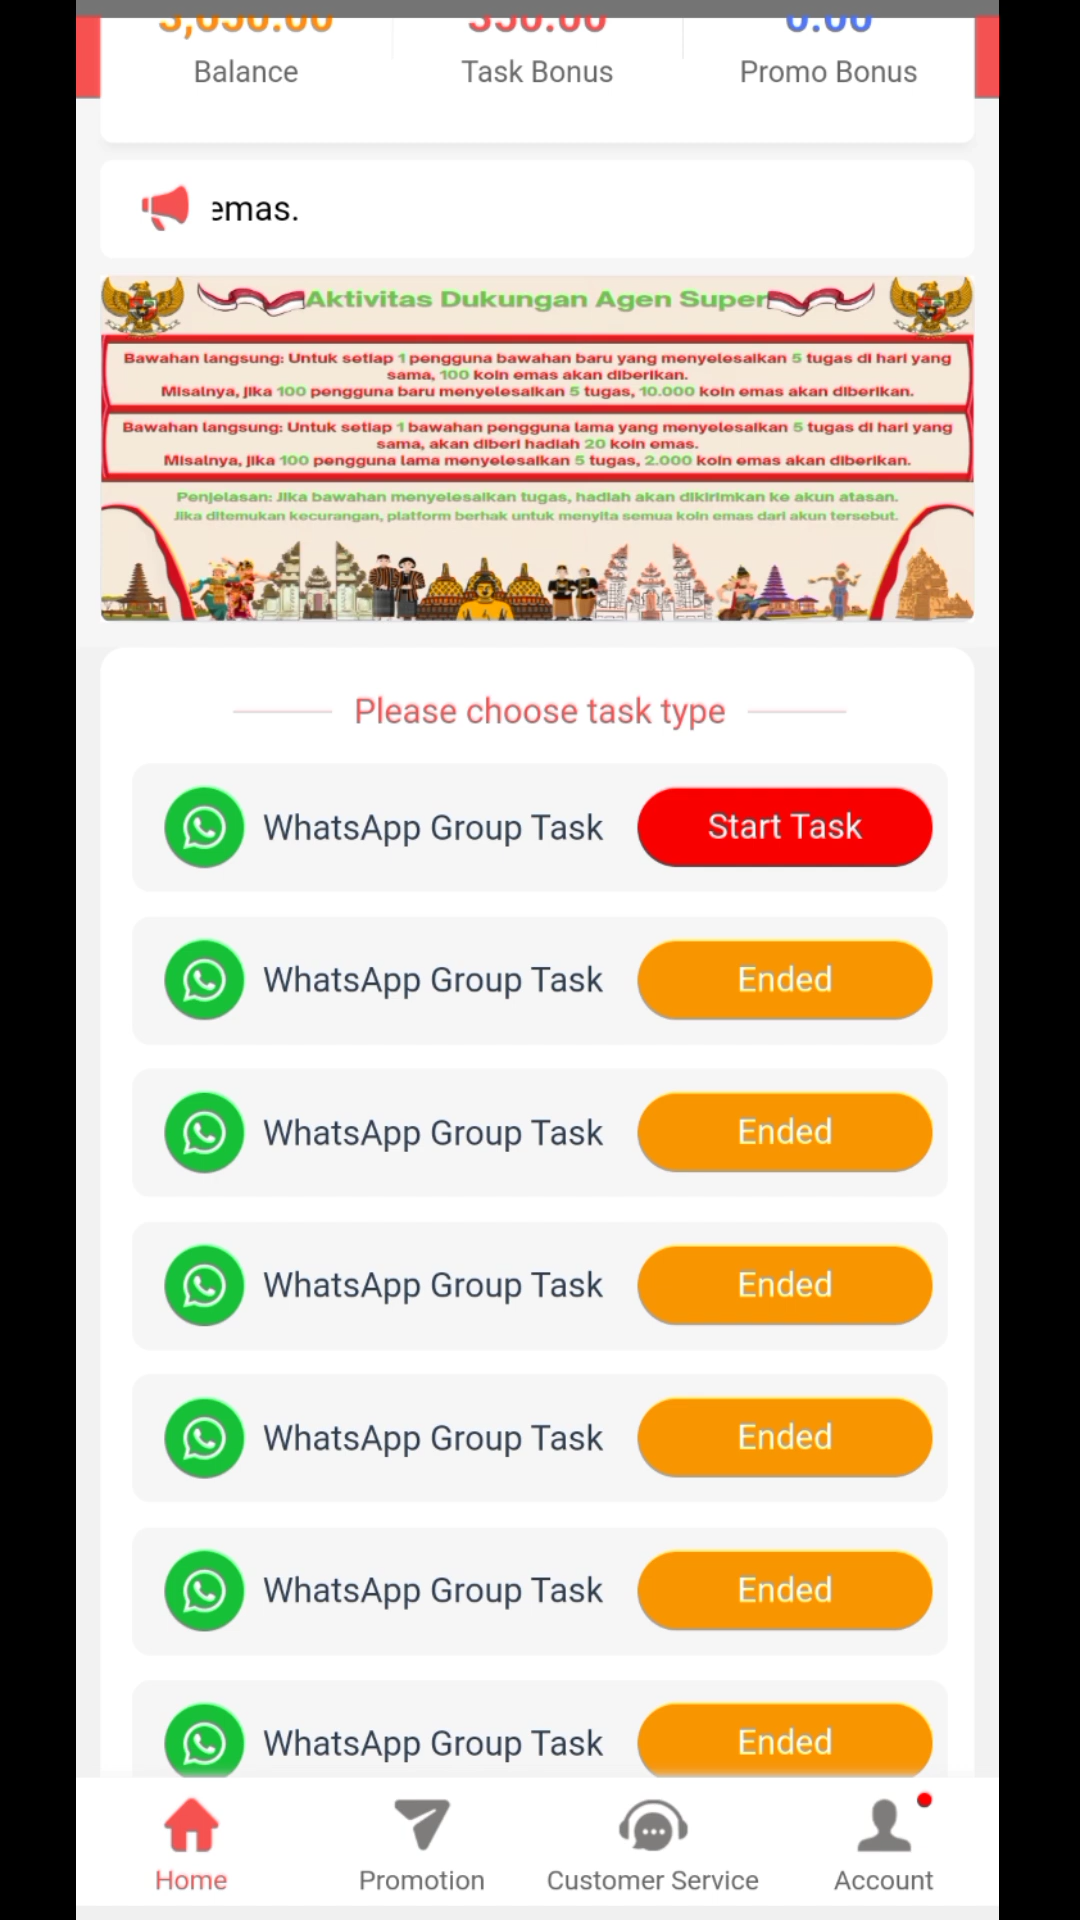 3,050.00 350.00 0.00
Balance Task Bonus Promo Bonus
emas.
Aktivitas Dukungan Agen Super
Bawahan langsung: Untuk setiap 1 pengguna bawahan baru yang menyelesaikan 5 tugas di hari yang
sama, 100 koin emas akan diberikan.
Misalnya, jika 100 pengguna baru menyelesaikan 5 tugas, 10.000 koin emas akan diberikan.
Bawahan langsung: Untuk setiap 1 bawahan pengguna lama yang menyelesaikan 5 tugas di hari yang
sama, akan diberi hadiah 20 koin emas.
Misalnya, jika 100 pengguna lama menyelesaikan 5 tugas, 2.000 koin emas akan diberikan.
Penjelasan: Jika bawahan menyelesaikan tugas, hadiah akan dikirimkan ke akun atasan.
Jika ditemukan kecurangan, platform berhak untuk menyita semua koin emas dari akun tersebut.
Please choose task type
WhatsApp Group Task Start Task
WhatsApp Group Task Ended
WhatsApp Group Task Ended
WhatsApp Group Task Ended
WhatsApp Group Task Ended
WhatsApp Group Task Ended
WhatsApp Group Task Ended
Home Promotion Customer Service Account